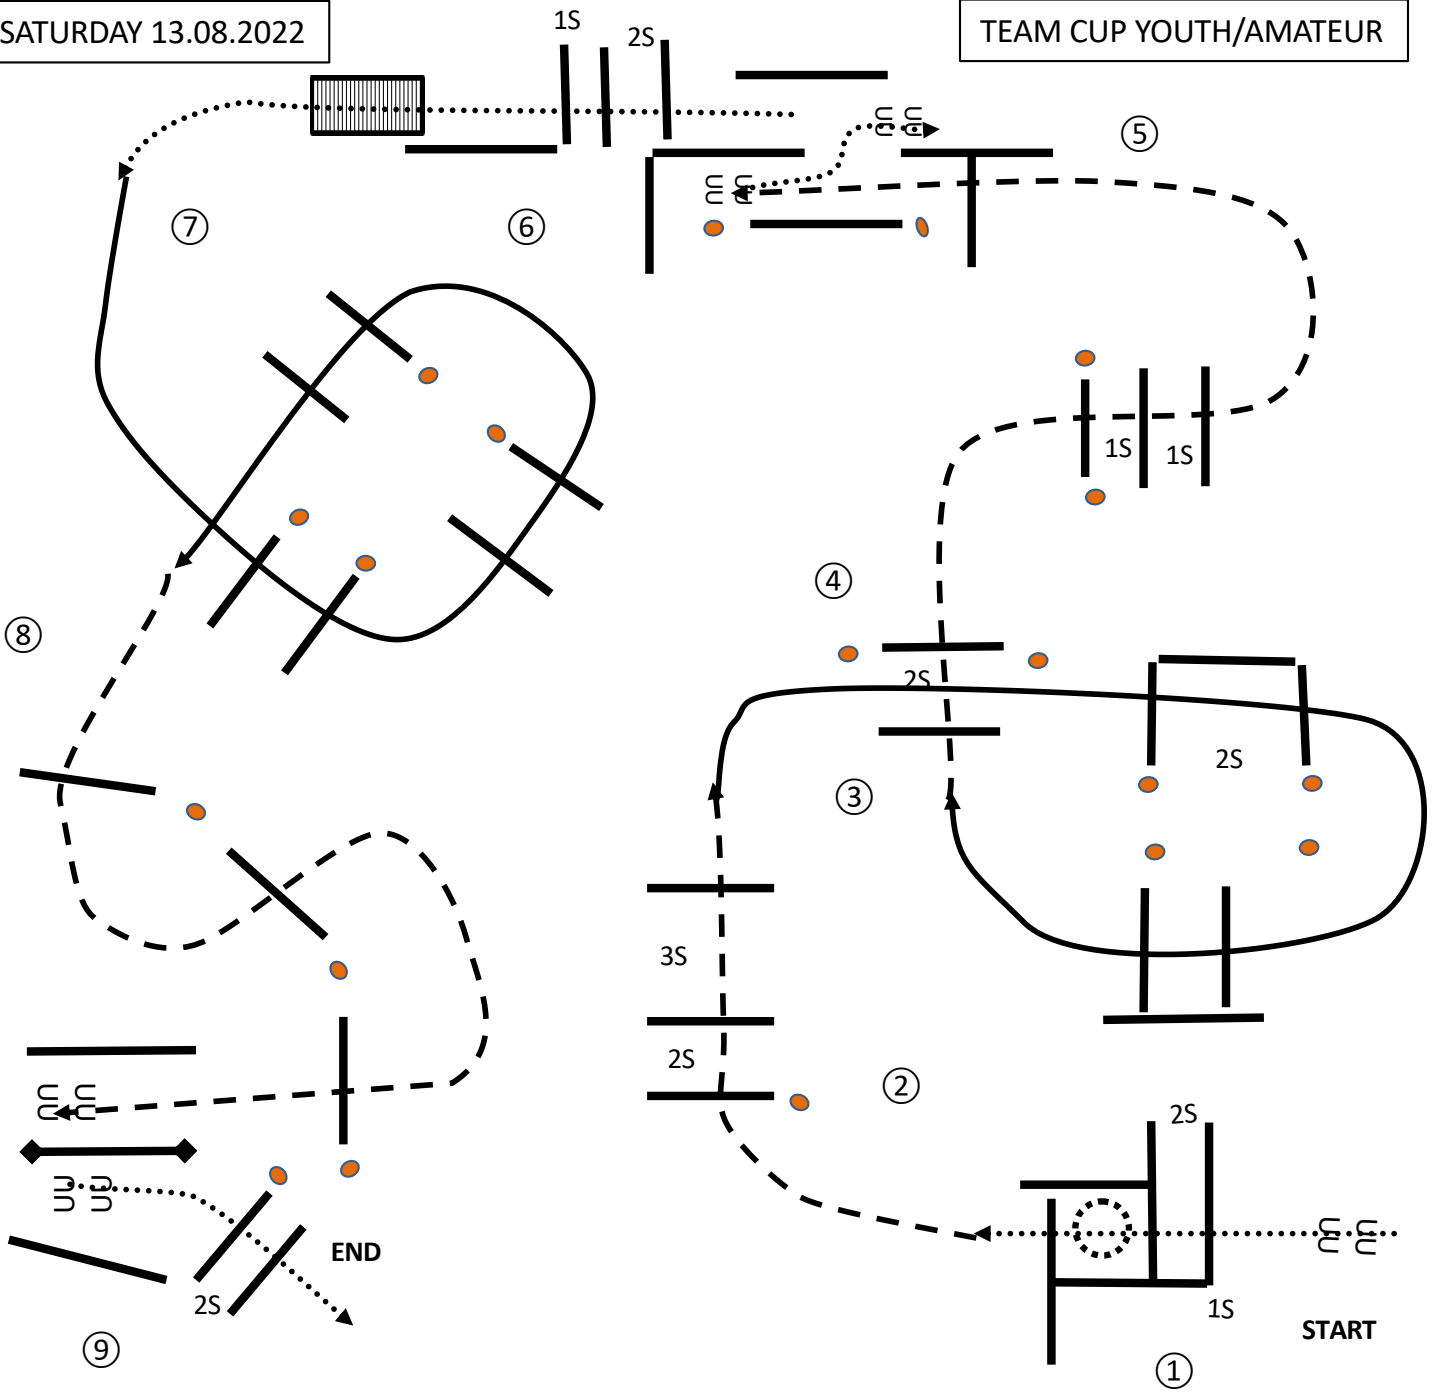 SATURDAY 13.08.2022
TEAM CUP YOUTH/AMATEUR
1S
2S
⑤
⑦
⑥
1S
1S
④
⑧
2S
2S
③
3S
2S
②
2S
END
2S
1S
START
⑨
①